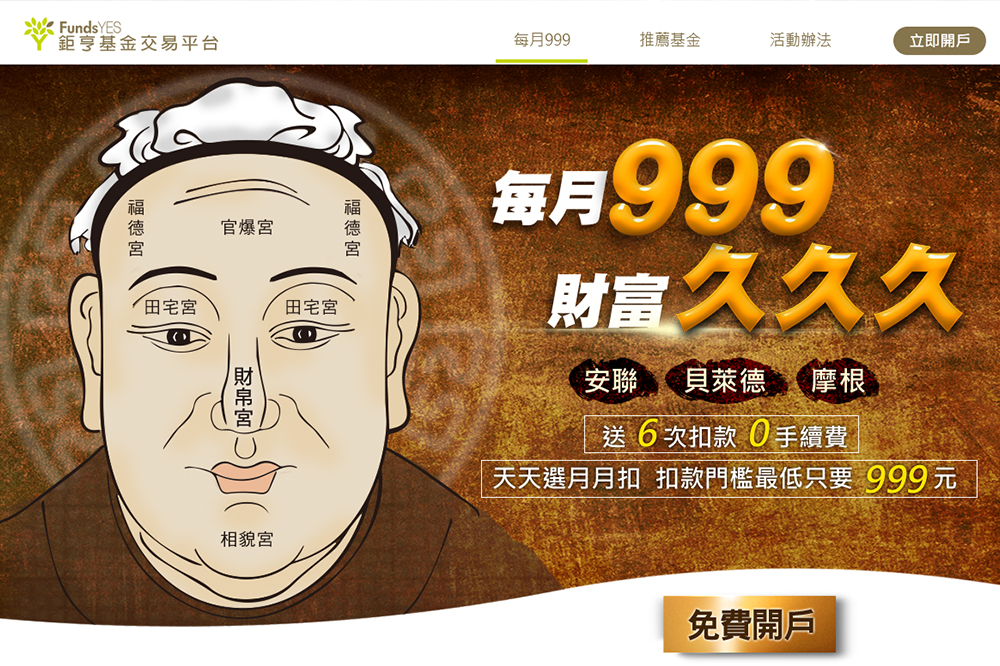 FundsYES
鉅亨基金交易平台
每月999
推薦基金
活動辦法
立即開戶
福德宮
官爆宮
福德宮
田宅宮
田宅宮
財帛宮
相貌宮
每月999
財富久久久
安聯 貝萊德 摩根
送6次扣款0手續費
天天選月月扣 扣款門檻最低只要 999元
免費開戶